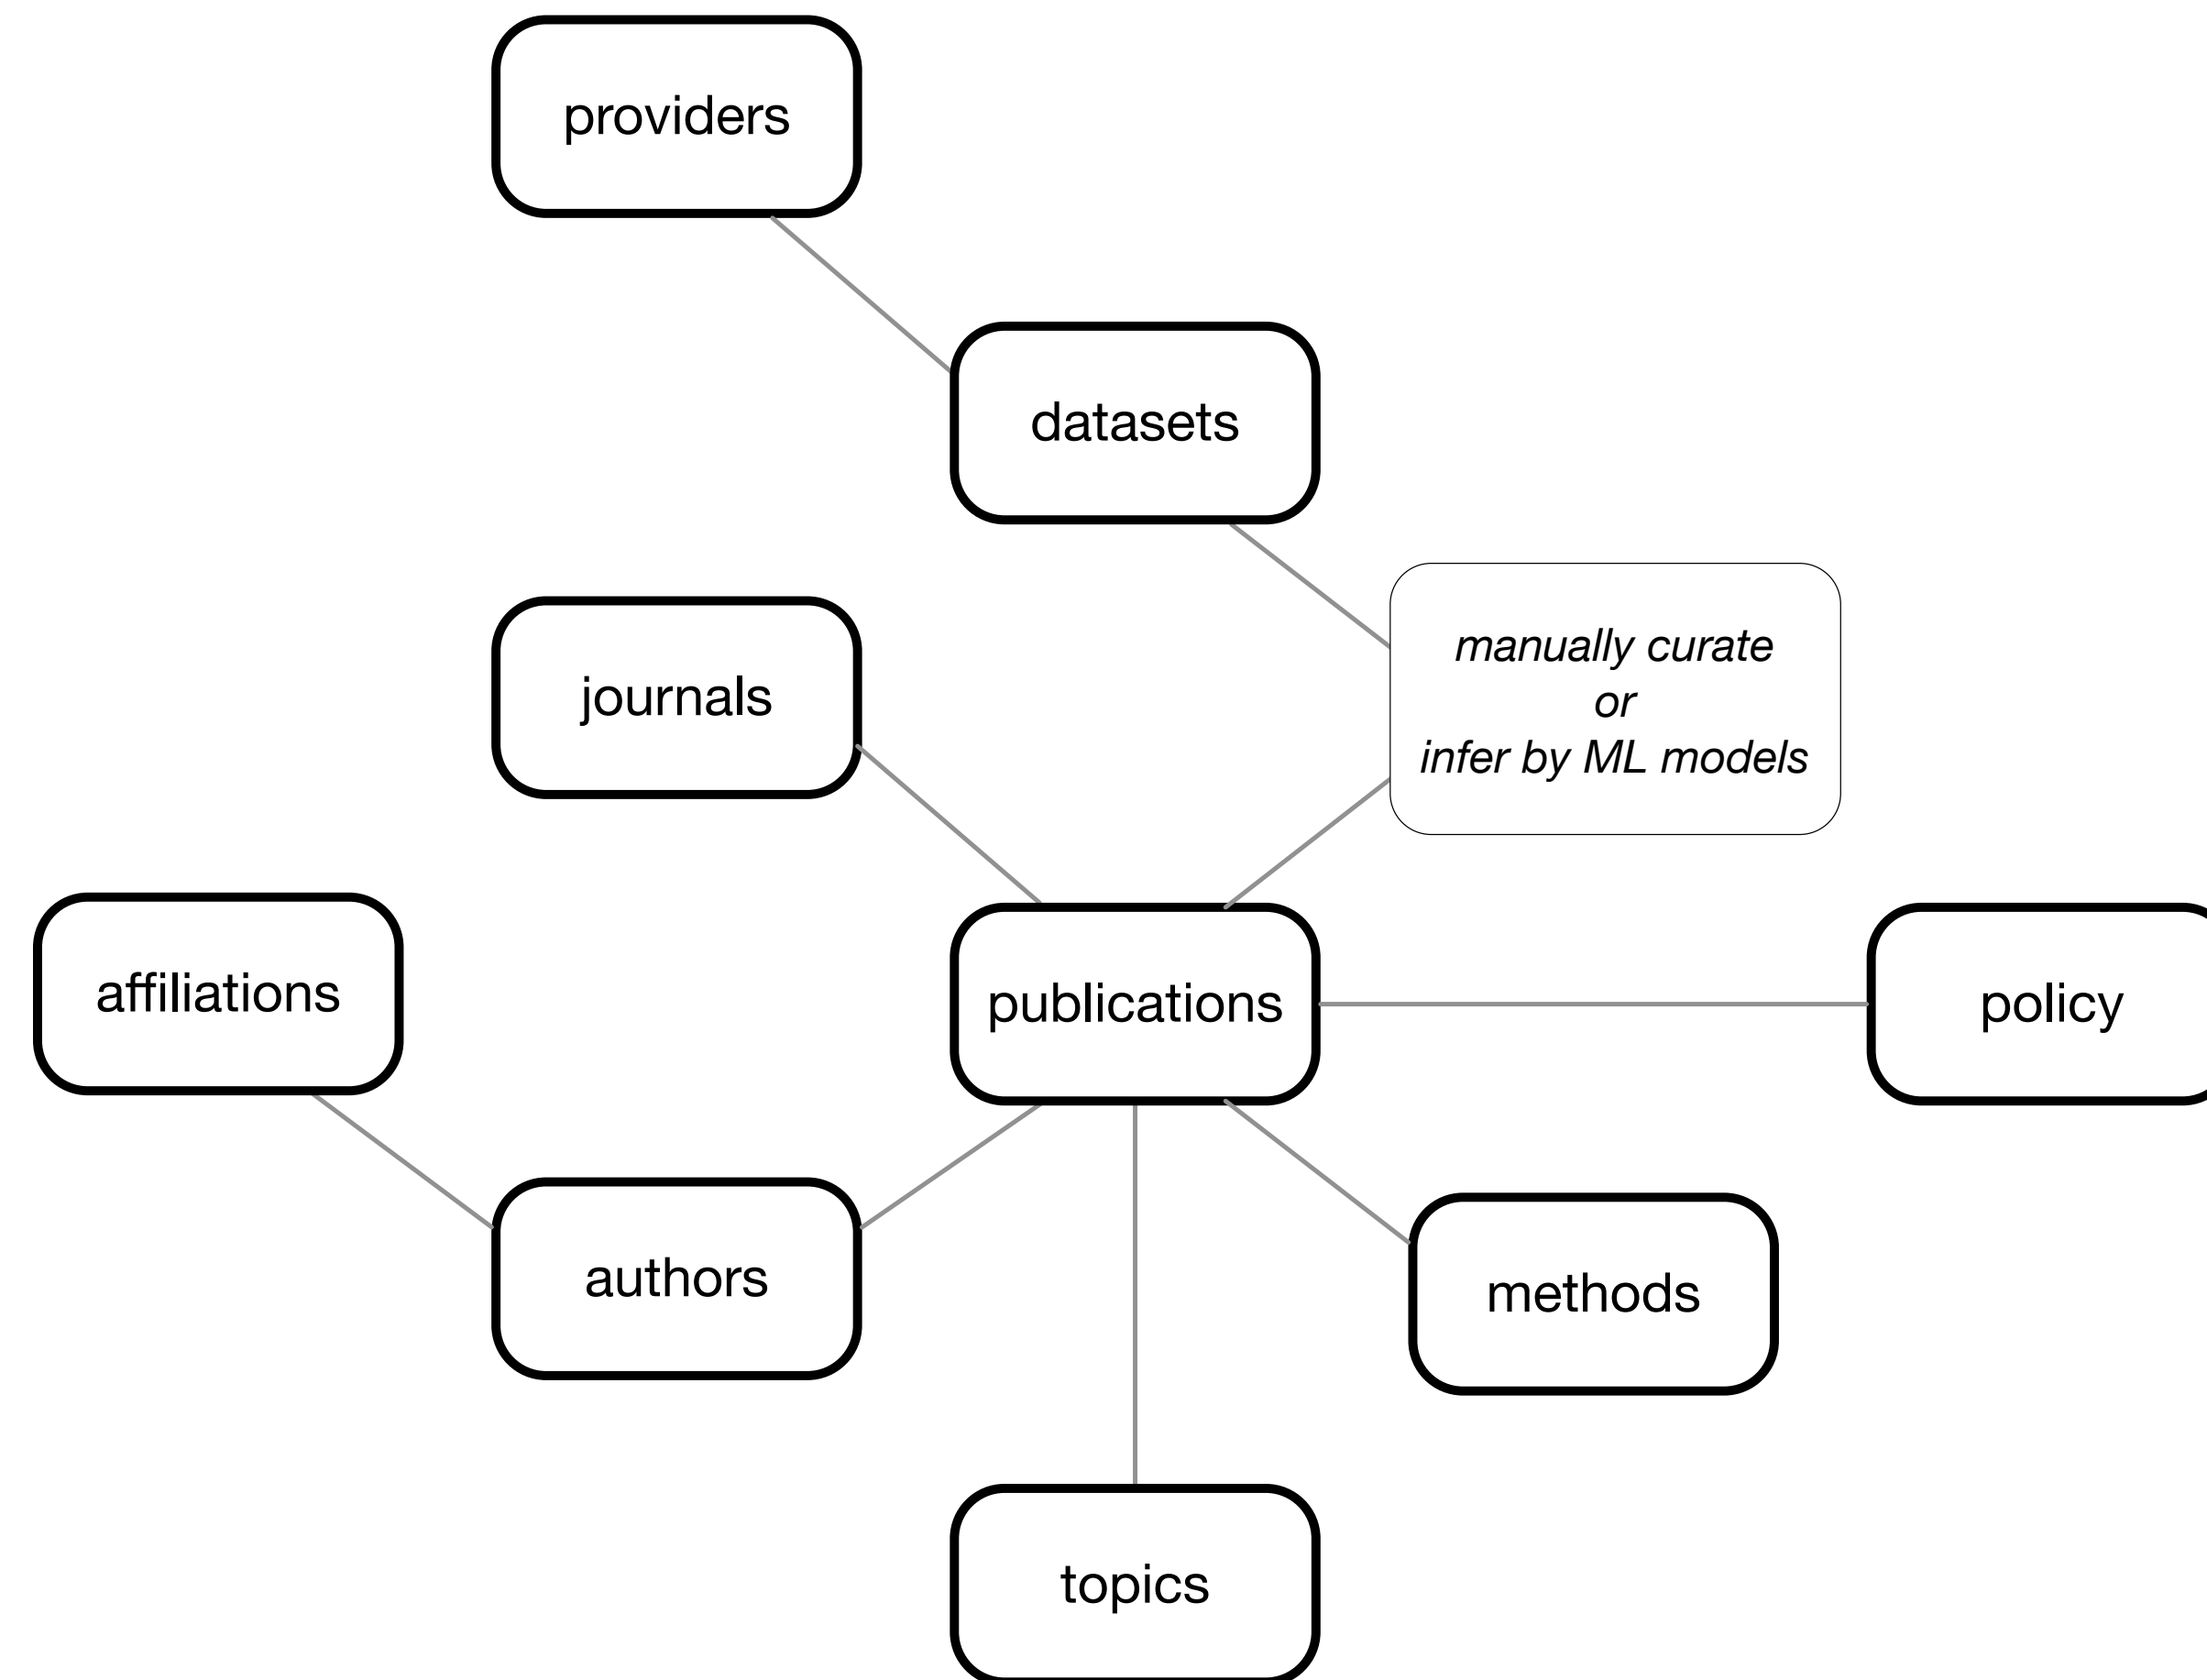 providers
datasets
manually curate
or
infer by ML models
journals
affiliations
publications
policy
authors
methods
topics